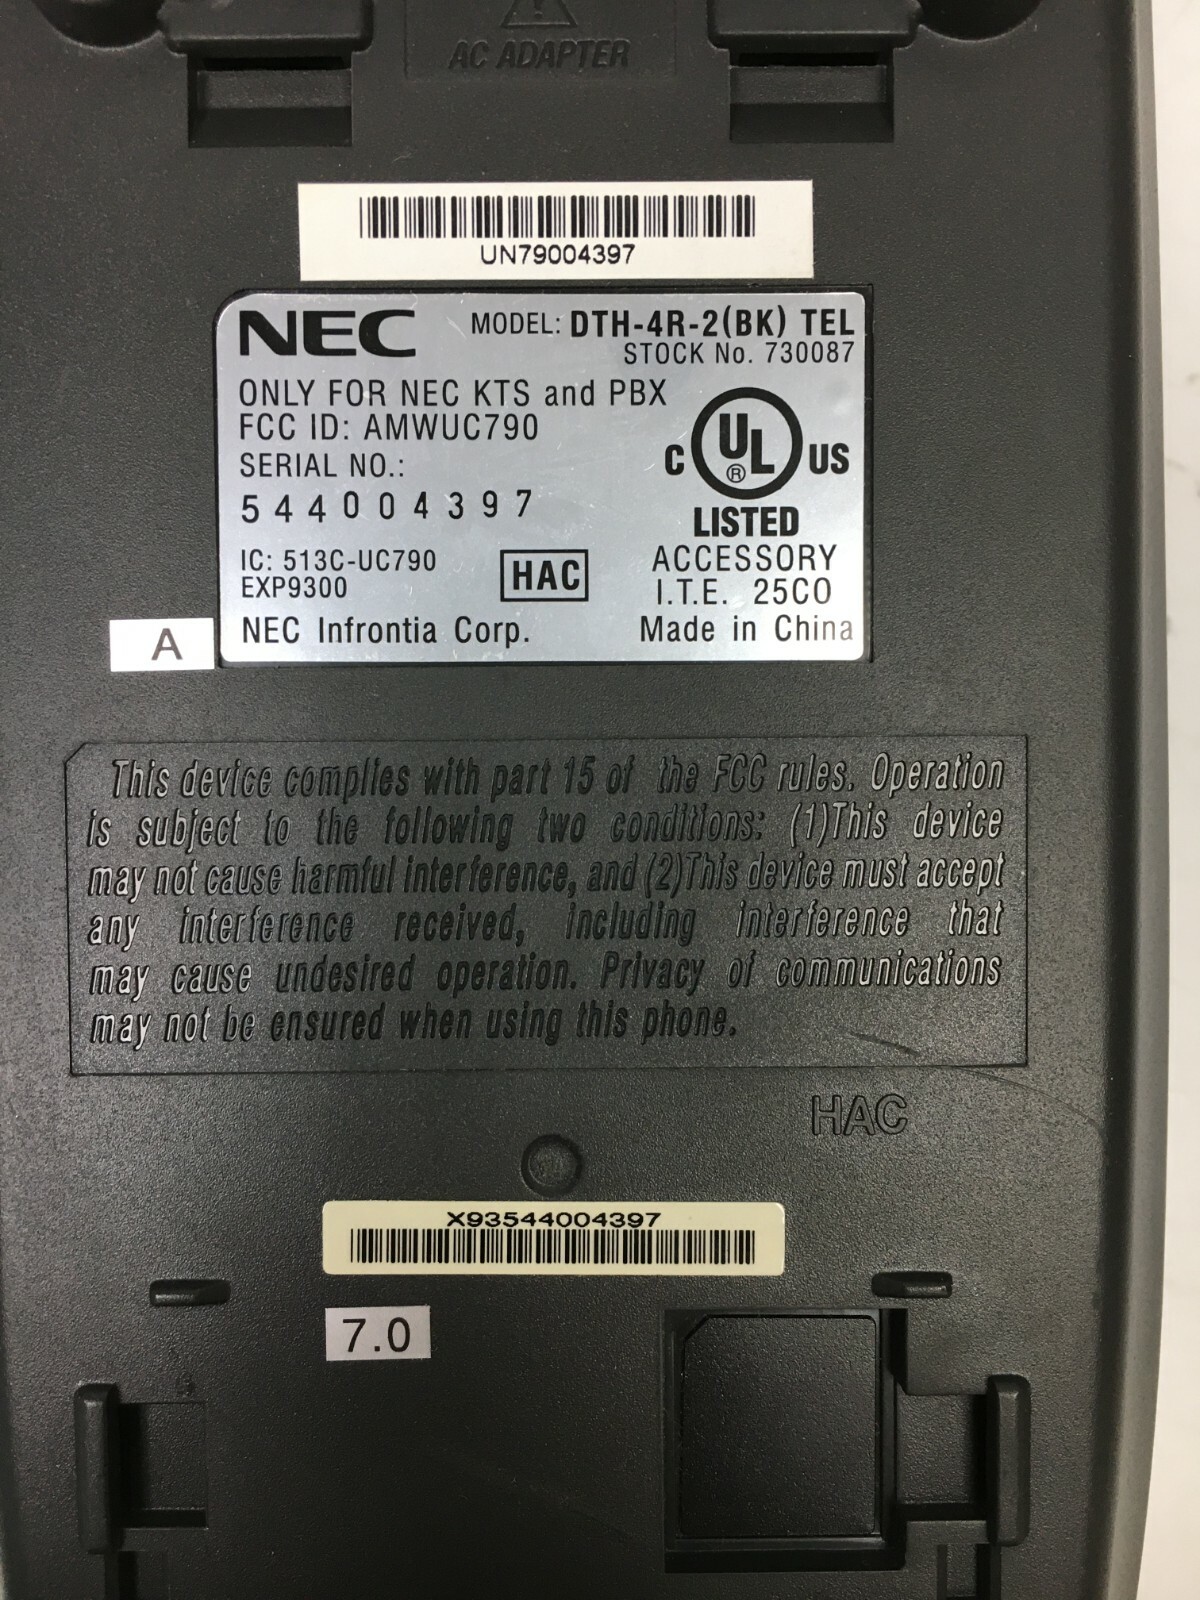 AC ADAPTER
UN79004397
NEC MODEL: DTH-4R-2(BK) TEL
STOCK No. 730087
ONLY FOR NEC KTS and PBX
FCC ID: AMWUC790
SERIAL NO.:
544004397
C UL ® US
LISTED
IC: 513C-UC790
EXP9300
HAC
ACCESSORY
I.T.E. 25CO
NEC Infrontia Corp.
Made in China
A
This device complies with part 15 of the FCC rules. Operation
is subject to the following two conditions: (1)This device
may not cause harmful interference, and (2)This device must accept
any interference received, including interference that
may cause undesired operation. Privacy of communications
may not be ensured when using this phone.
HAC
X93544004397
7.0